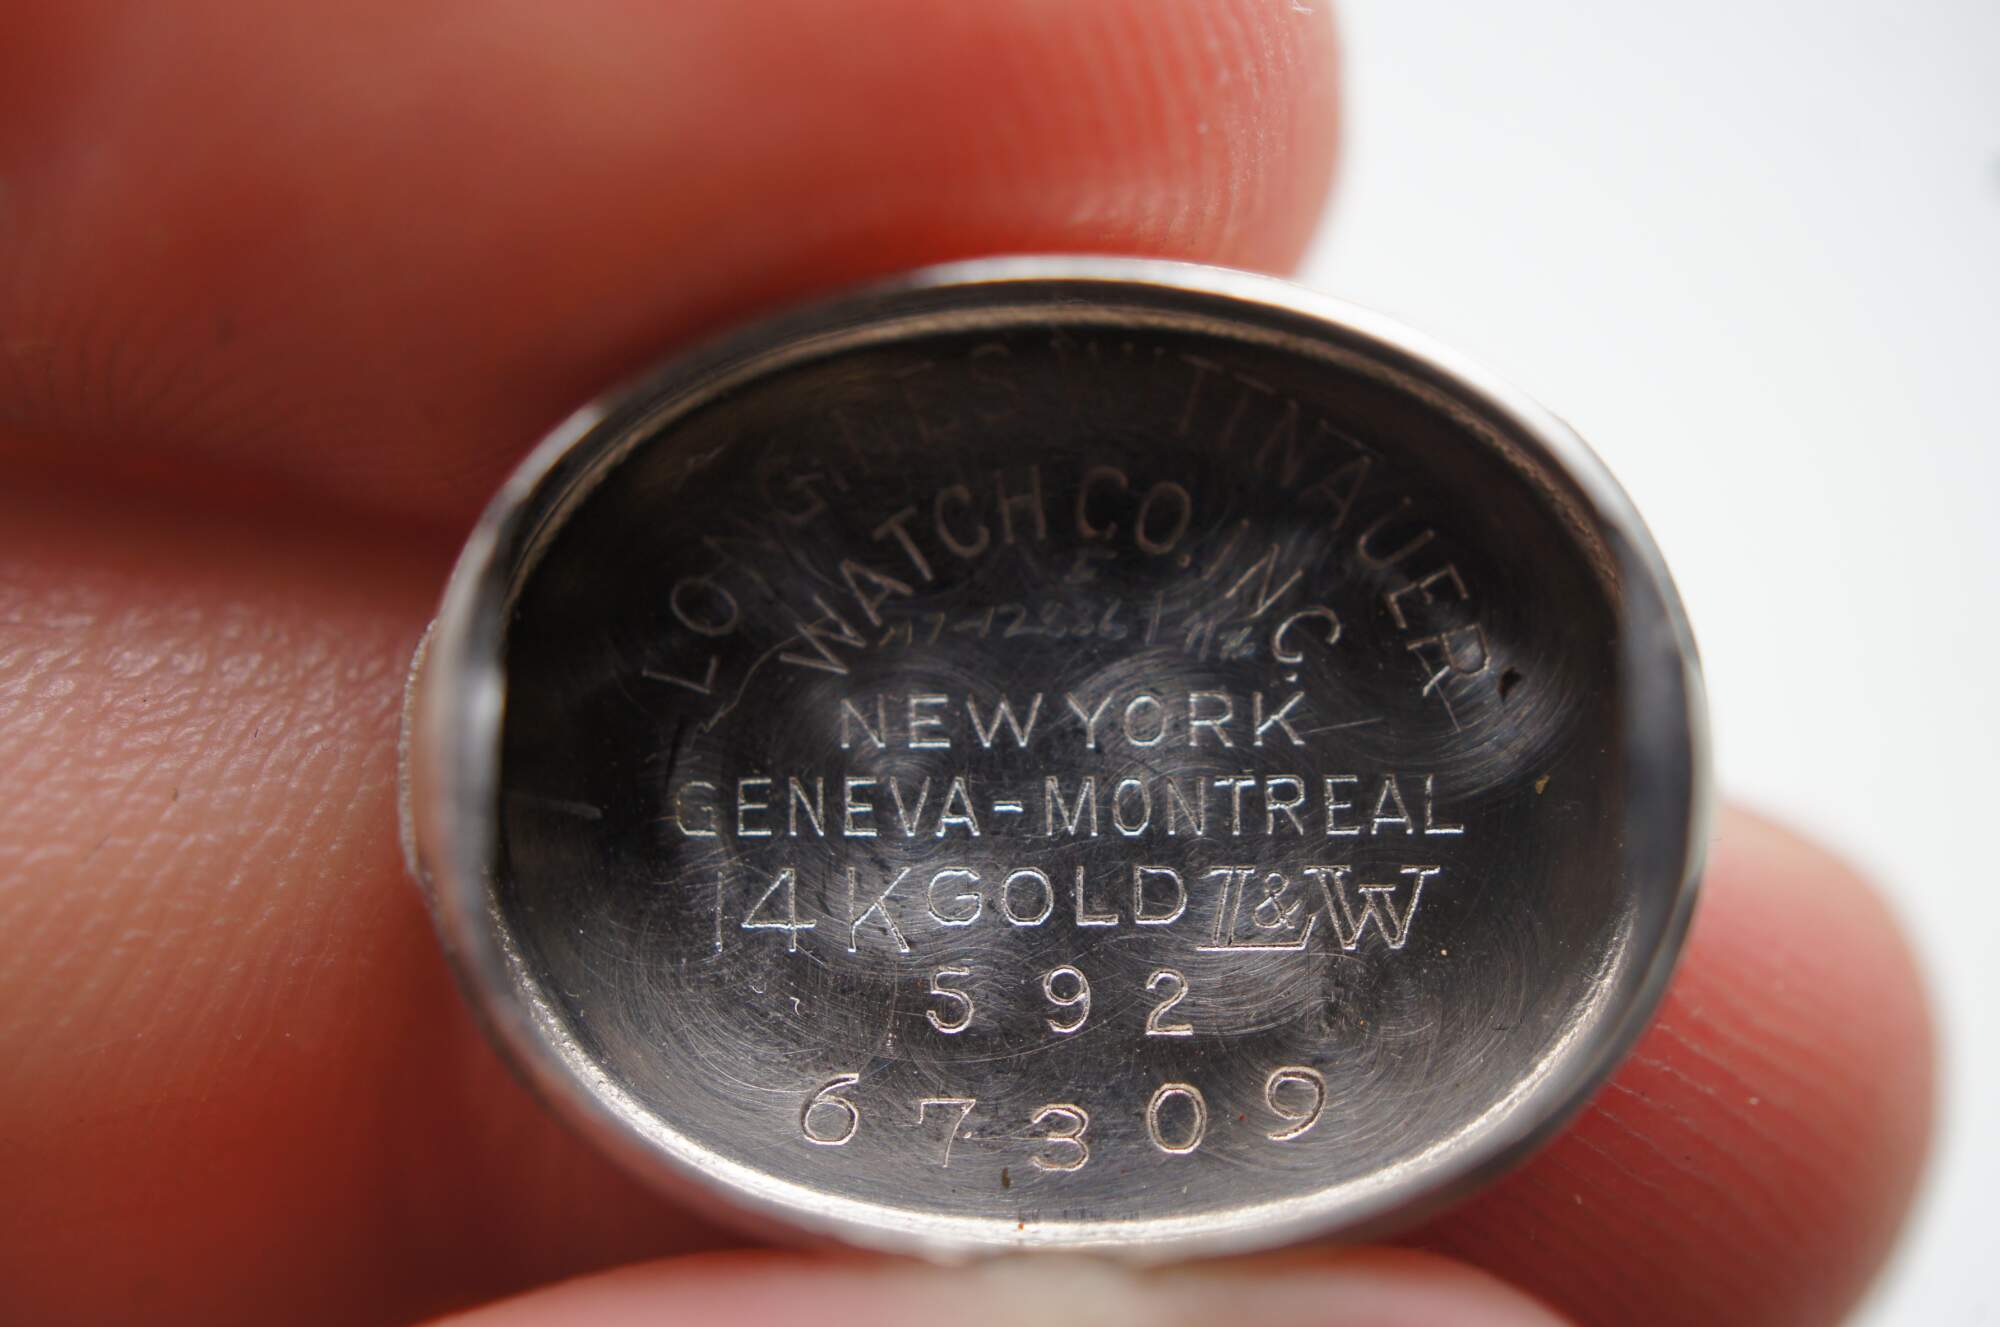 LONGINES WITTNAUER
WATCH CO. INC.
NEW YORK
GENEVA-MONTREAL
14K GOLD L&W
592
67309